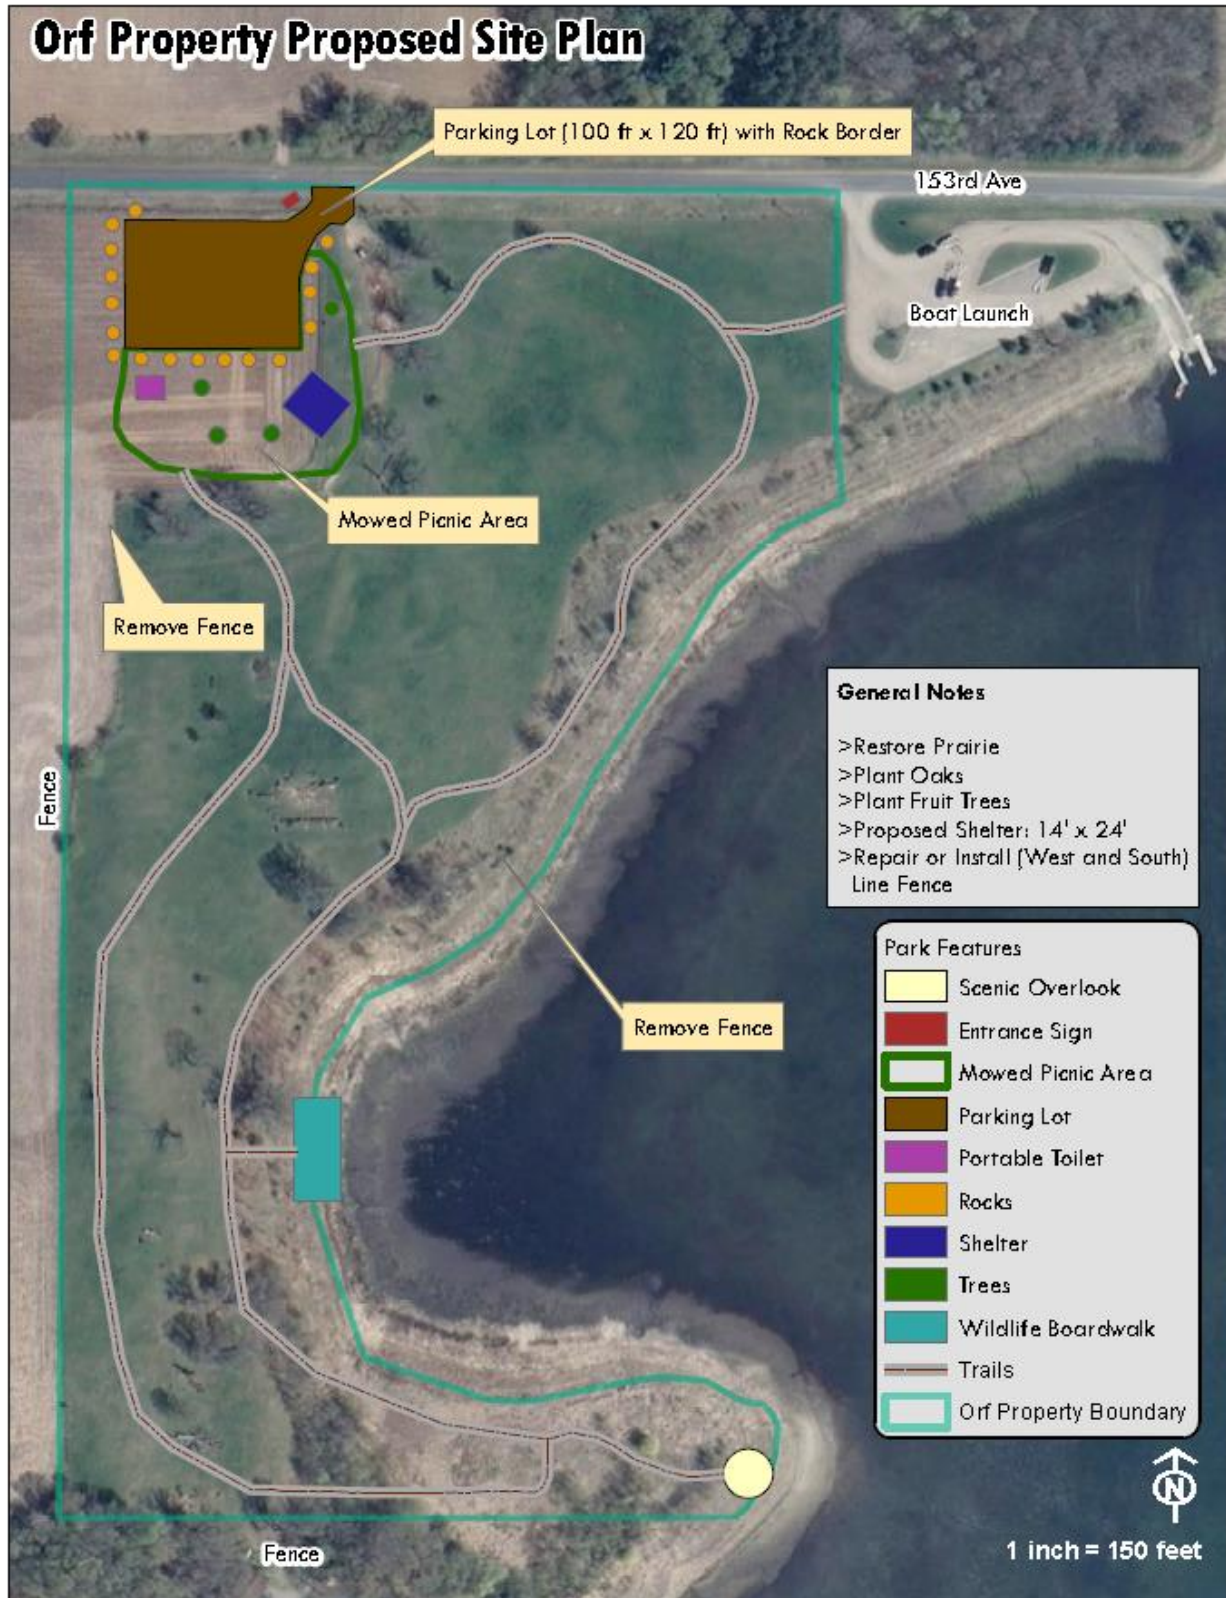 Orf Property Proposed Site Plan
Parking Lot (100 ft x 120 ft) with Rock Border
153rd Ave
Boat Launch
Mowed Picnic Area
Remove Fence
Fence
General Notes
>Restore Prairie
>Plant Oaks
>Plant Fruit Trees
>Proposed Shelter: 14' x 24'
>Repair or Install (West and South)
Line Fence
Remove Fence
Park Features
Scenic Overlook
Entrance Sign
Mowed Picnic Area
Parking Lot
Portable Toilet
Rocks
Shelter
Trees
Wildlife Boardwalk
Trails
Orf Property Boundary
N
1 inch = 150 feet
Fence